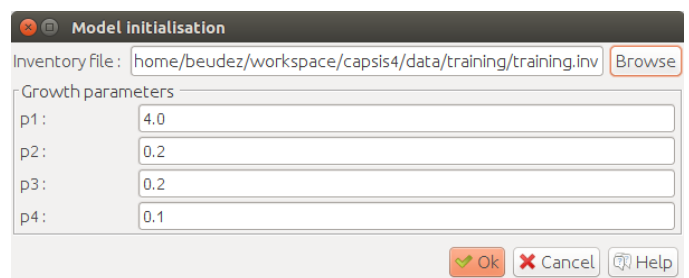 Model initialisation
Inventory file : home/beudez/workspace/capsis4/data/training/training.inv Browse
Growth parameters
p1 : 4.0
p2 : 0.2
p3 : 0.2
p4 : 0.1
Ok Cancel Help